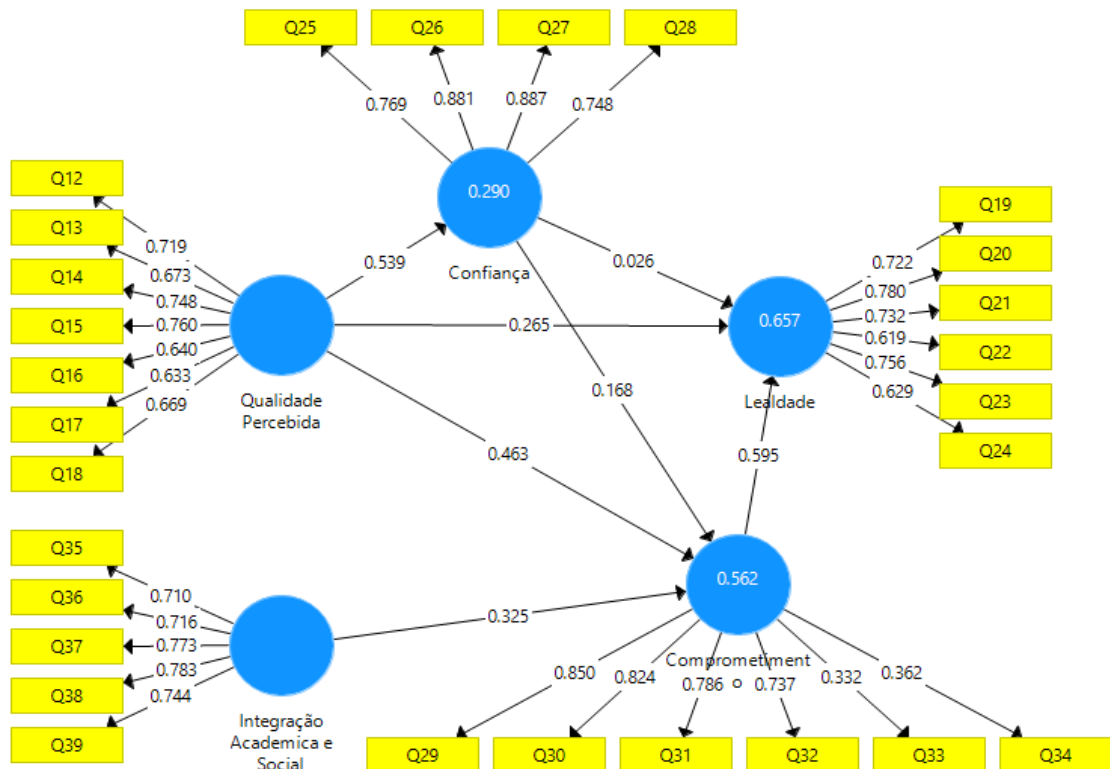 Q25
Q26
Q27
Q28
0.769
0.881
0.887
0.748
0.290
Confiança
Q12
Q13
Q14
Q15
Q16
Q17
Q18
0.719
0.673
0.748
0.760
0.640
0.633
0.669
Qualidade
Percebida
0.539
0.026
0.265
0.168
0.463
0.595
0.657
Lealdade
0.722
0.780
0.732
0.619
0.756
0.629
Q19
Q20
Q21
Q22
Q23
Q24
Q35
Q36
Q37
Q38
Q39
0.710
0.716
0.773
0.783
0.744
Integração
Academica e
Social
0.325
0.562
Comprometiment
o
0.850
0.824
0.786
0.737
0.332
0.362
Q29
Q30
Q31
Q32
Q33
Q34